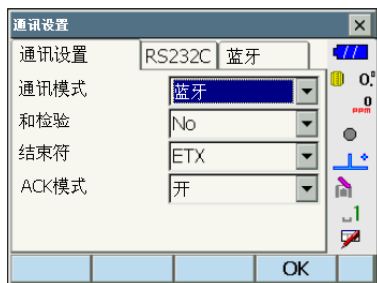 通讯设置
通讯设置 RS232C 蓝牙
通讯模式 蓝牙
和检验 No
结束符 ETX
ACK模式 开
0."
0
PPM
1
OK